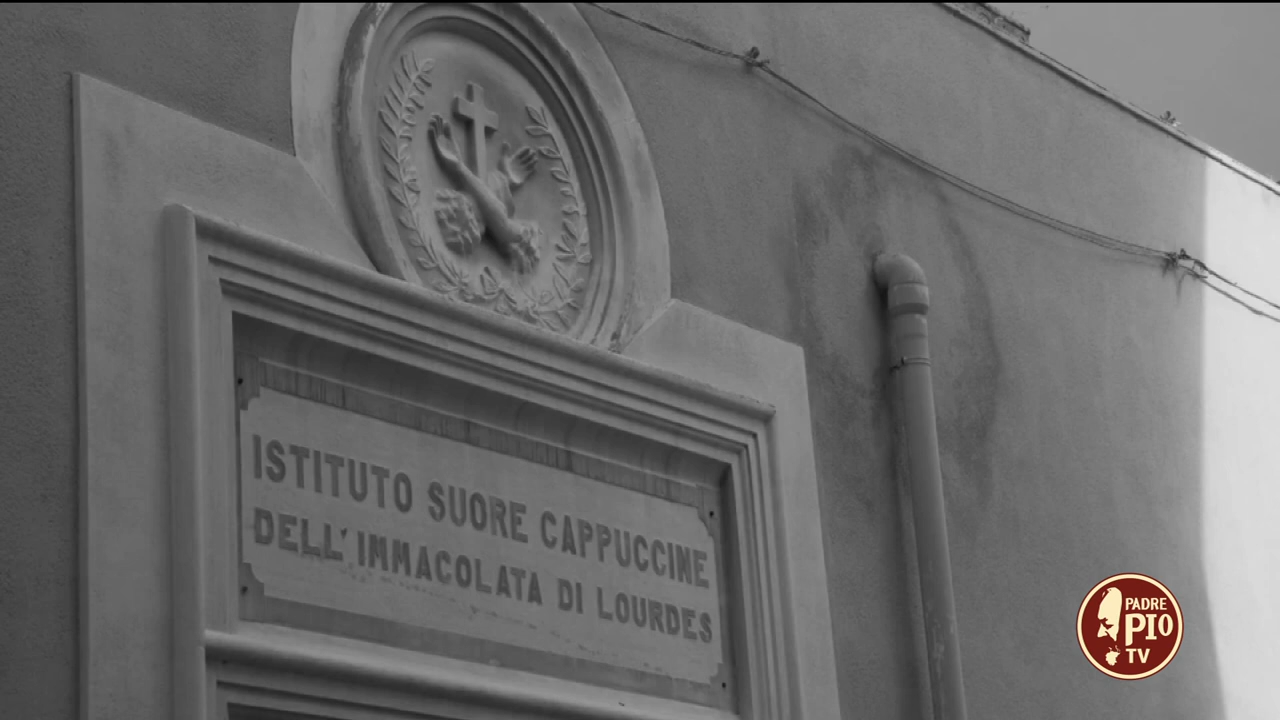 ISTITUTO SUORE CAPPUCCINE
DELL'IMMACOLATA DI LOURDES
PADRE
PIO
TV